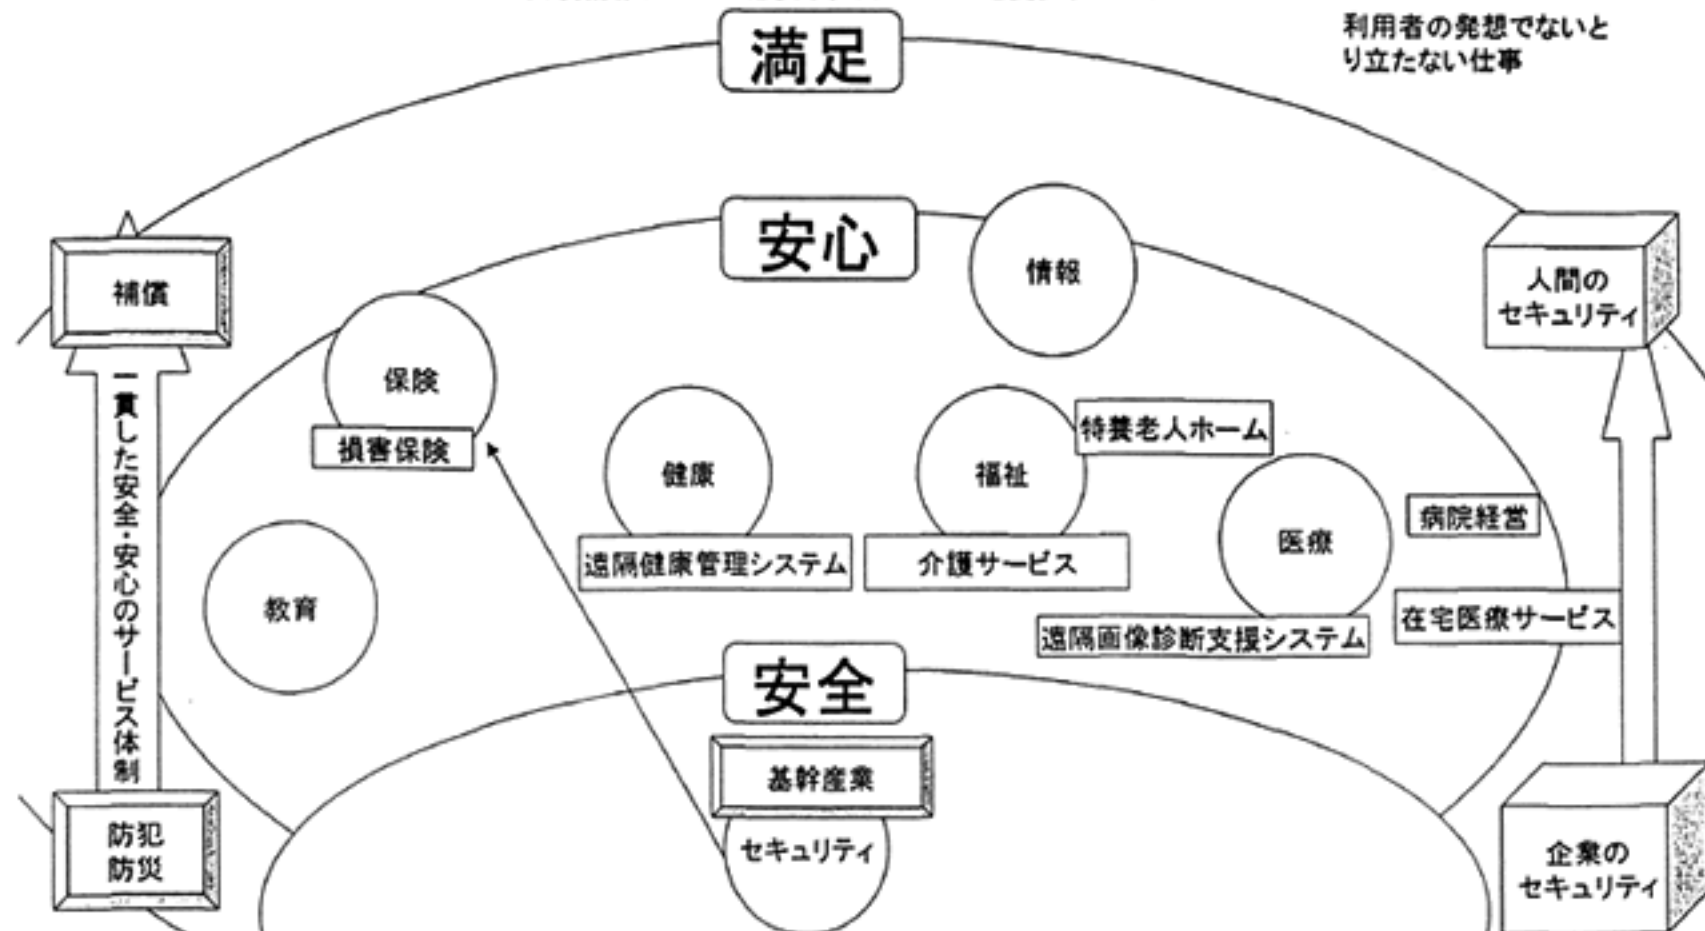 満足
利用者の発想でないと
り立たない仕事
安心
情報
補償
人間の
セキュリティ
保険
損害保険
特養老人ホーム
健康
福祉
病院経営
医療
遠隔健康管理システム
介護サービス
在宅医療サービス
教育
遠隔画像診断支援システム
一貫した安全・安心のサービス体制
安全
基幹産業
セキュリティ
防犯
防災
企業の
セキュリティ